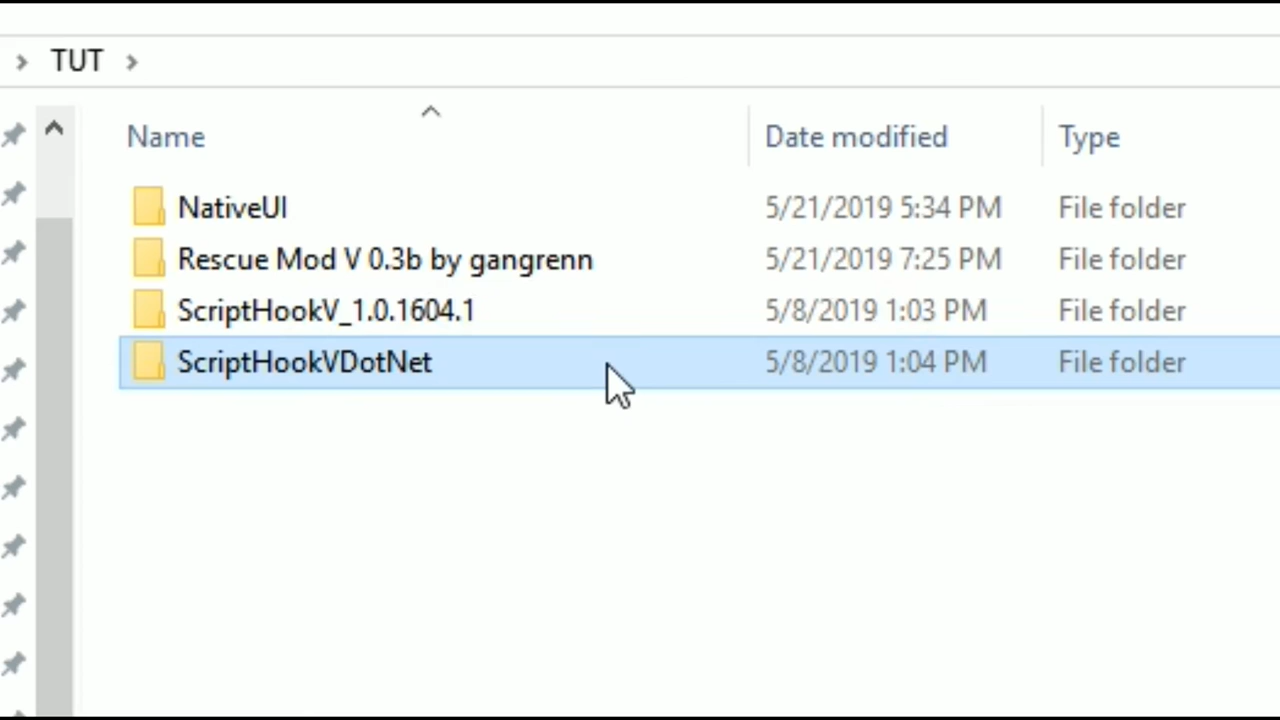 TUT
Name Date modified Type
NativeUI 5/21/2019 5:34 PM File folder
Rescue Mod V 0.3b by gangrenn 5/21/2019 7:25 PM File folder
ScriptHookV_1.0.1604.1 5/8/2019 1:03 PM File folder
ScriptHookVDotNet 5/8/2019 1:04 PM File folder